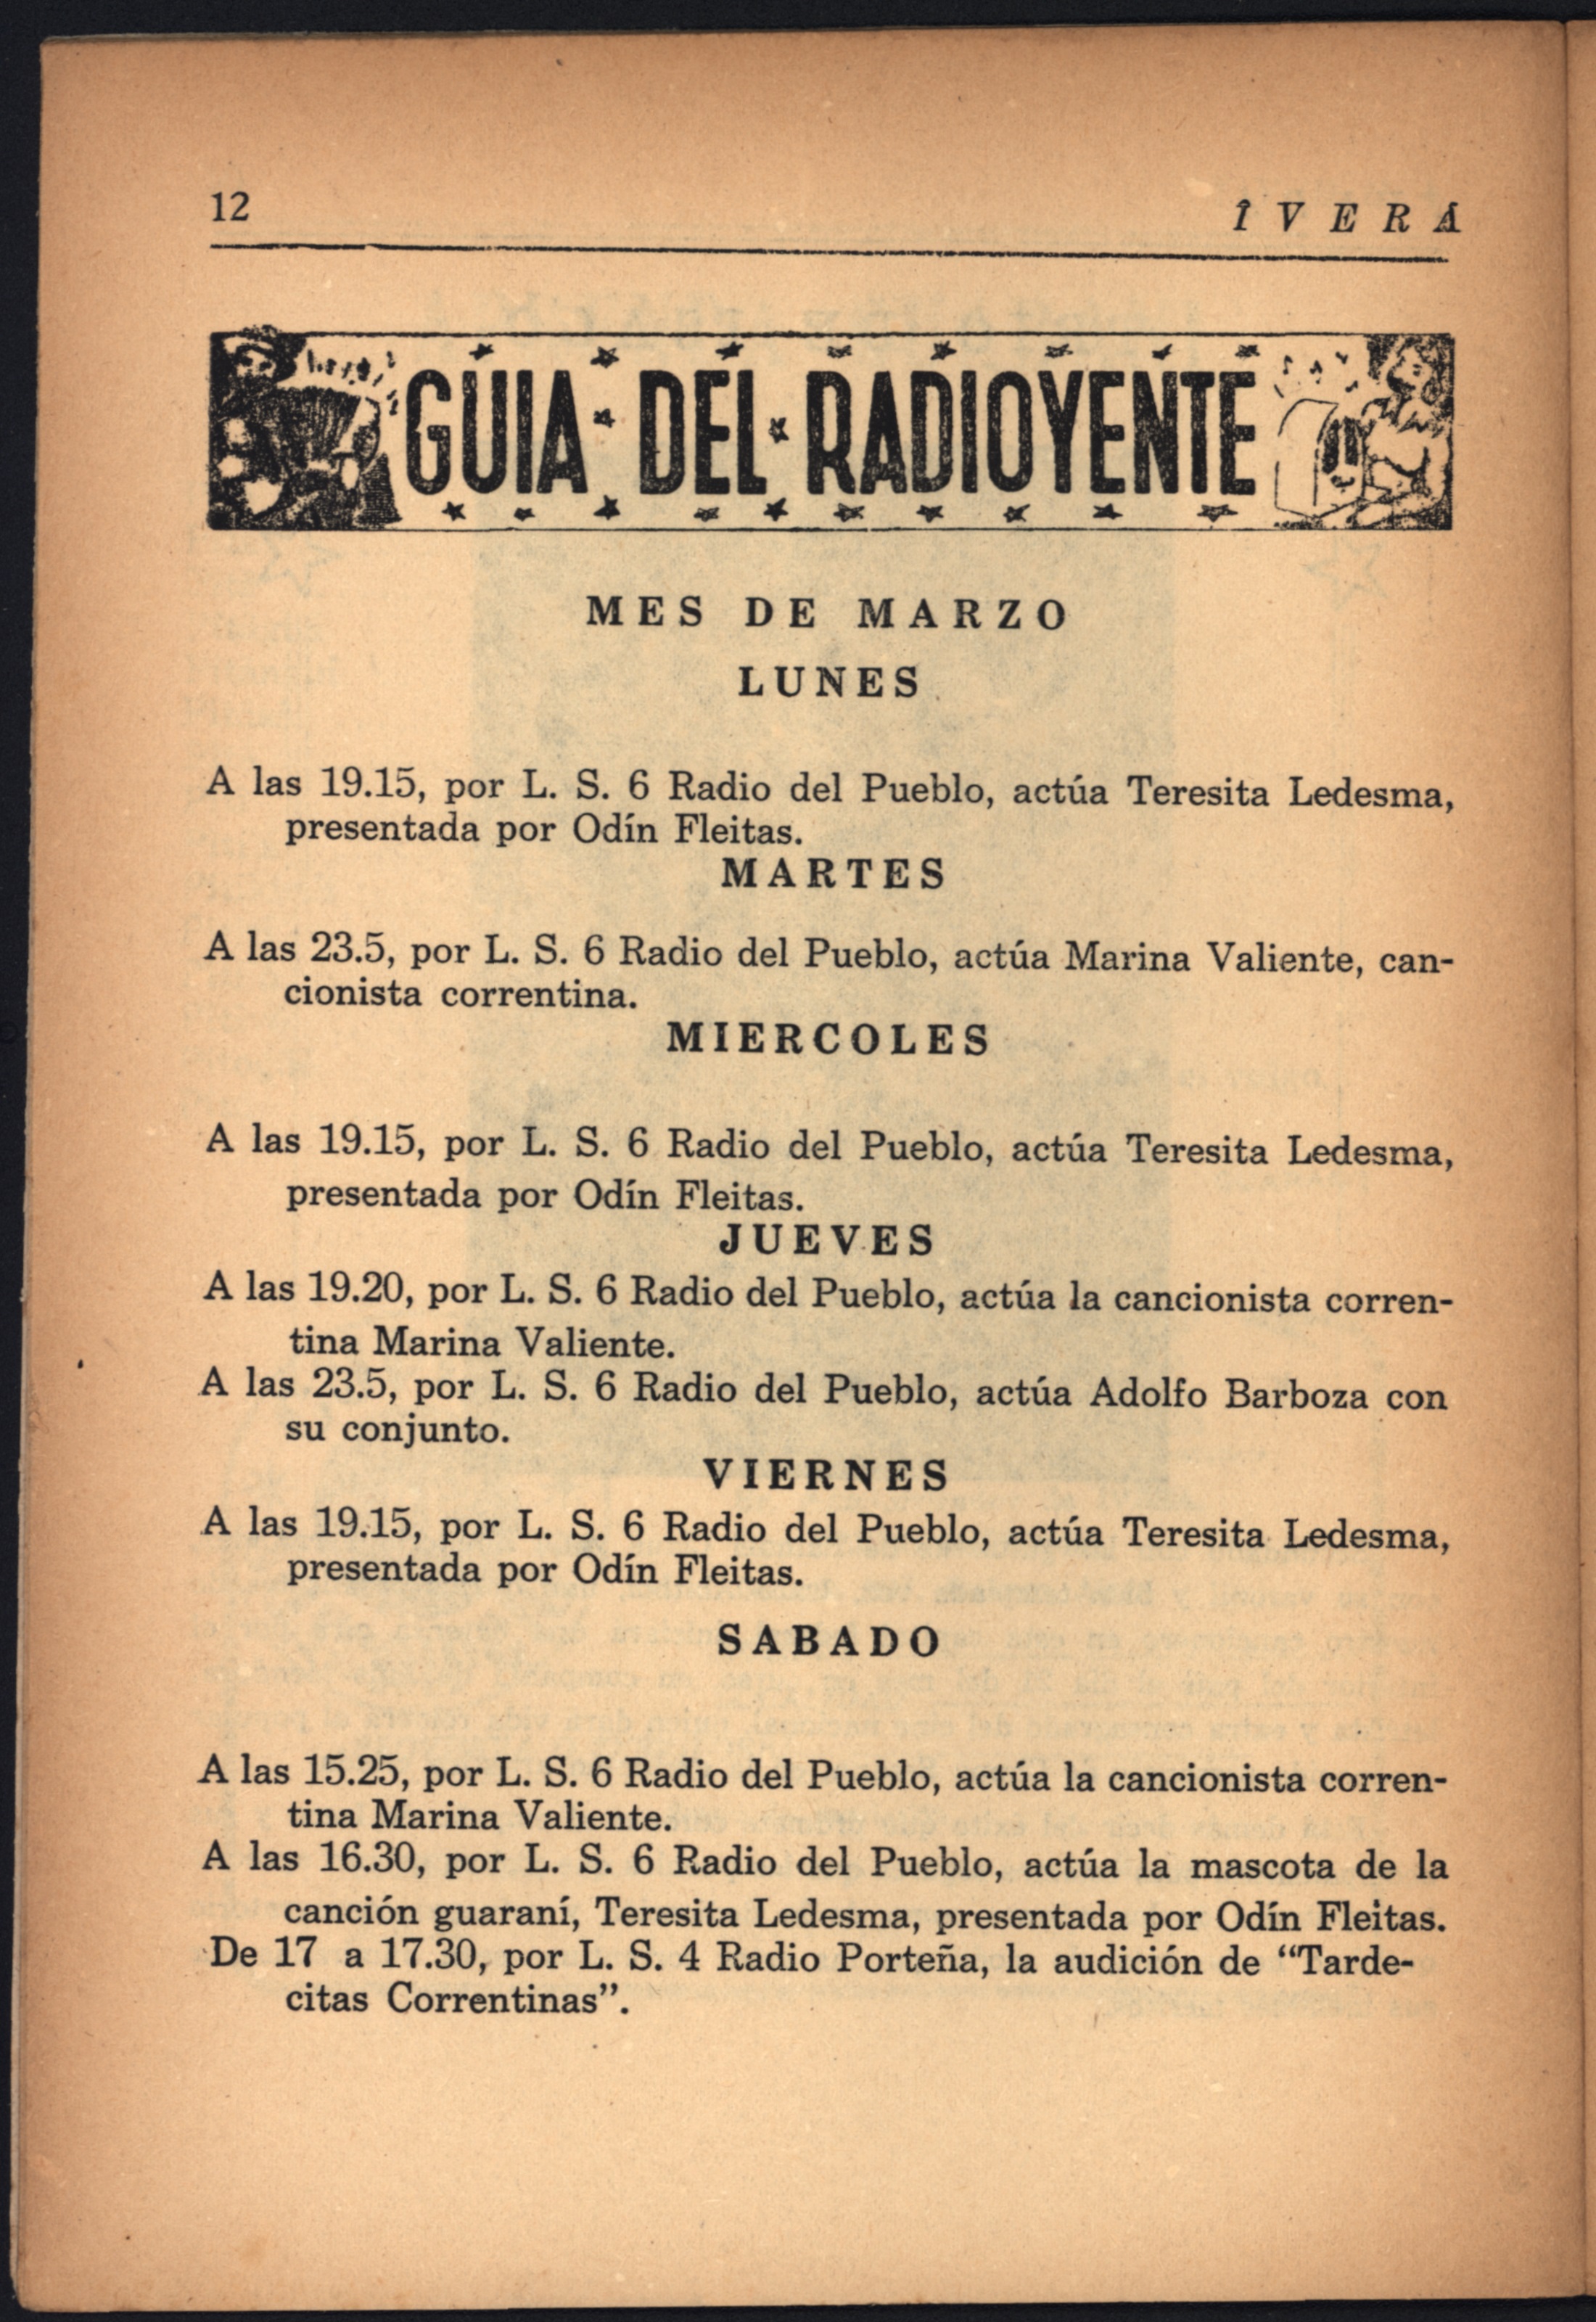 12
ÎVERÁ
GUIA DEL RADIOYENTE
MES DE MARZO
LUNES
A las 19.15, por L. S. 6 Radio del Pueblo, actúa Teresita Ledesma,
presentada por Odín Fleitas.
MARTES
A las 23.5, por L. S. 6 Radio del Pueblo, actúa Marina Valiente, can-
cionista correntina.
MIERCOLES
A las 19.15, por L. S. 6 Radio del Pueblo, actúa Teresita Ledesma,
presentada por Odín Fleitas.
JUEVES
A las 19.20, por L. S. 6 Radio del Pueblo, actúa la cancionista corren-
tina Marina Valiente.
A las 23.5, por L. S. 6 Radio del Pueblo, actúa Adolfo Barboza con
su conjunto.
VIERNES
A las 19.15, por L. S. 6 Radio del Pueblo, actúa Teresita Ledesma,
presentada por Odín Fleitas.
SABADO
A las 15.25, por L. S. 6 Radio del Pueblo, actúa la cancionista corren-
tina Marina Valiente.
A las 16.30, por L. S. 6 Radio del Pueblo, actúa la mascota de la
canción guaraní, Teresita Ledesma, presentada por Odín Fleitas.
De 17 a 17.30, por L. S. 4 Radio Porteña, la audición de “Tarde-
citas Correntinas”.